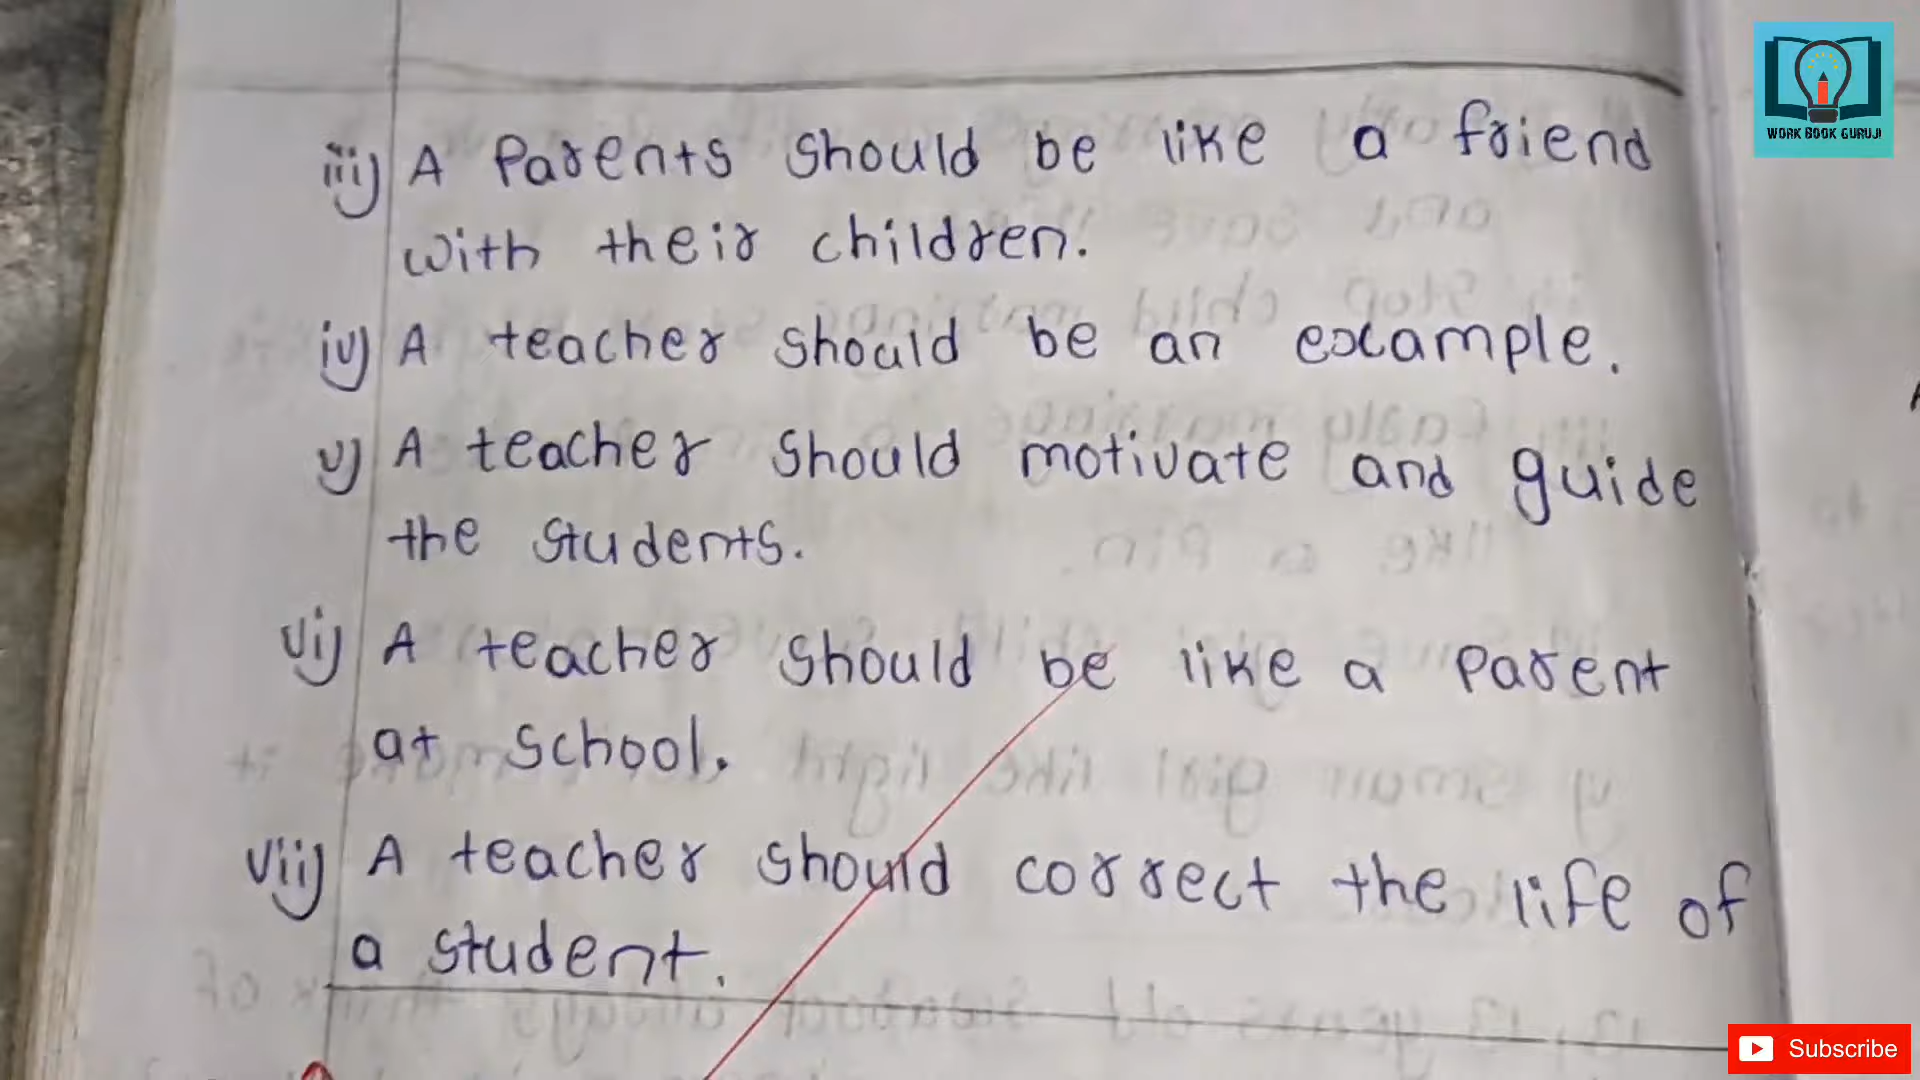 WORK BOOK GURUJI
iii) A Parents should be like a friend
with their children.
iv) A teacher should be an example.
v) A teacher should motivate and guide
the students.
vi) A teacher should be like a parent
at school.
vii) A teacher should correct the life of
a student.
Subscribe